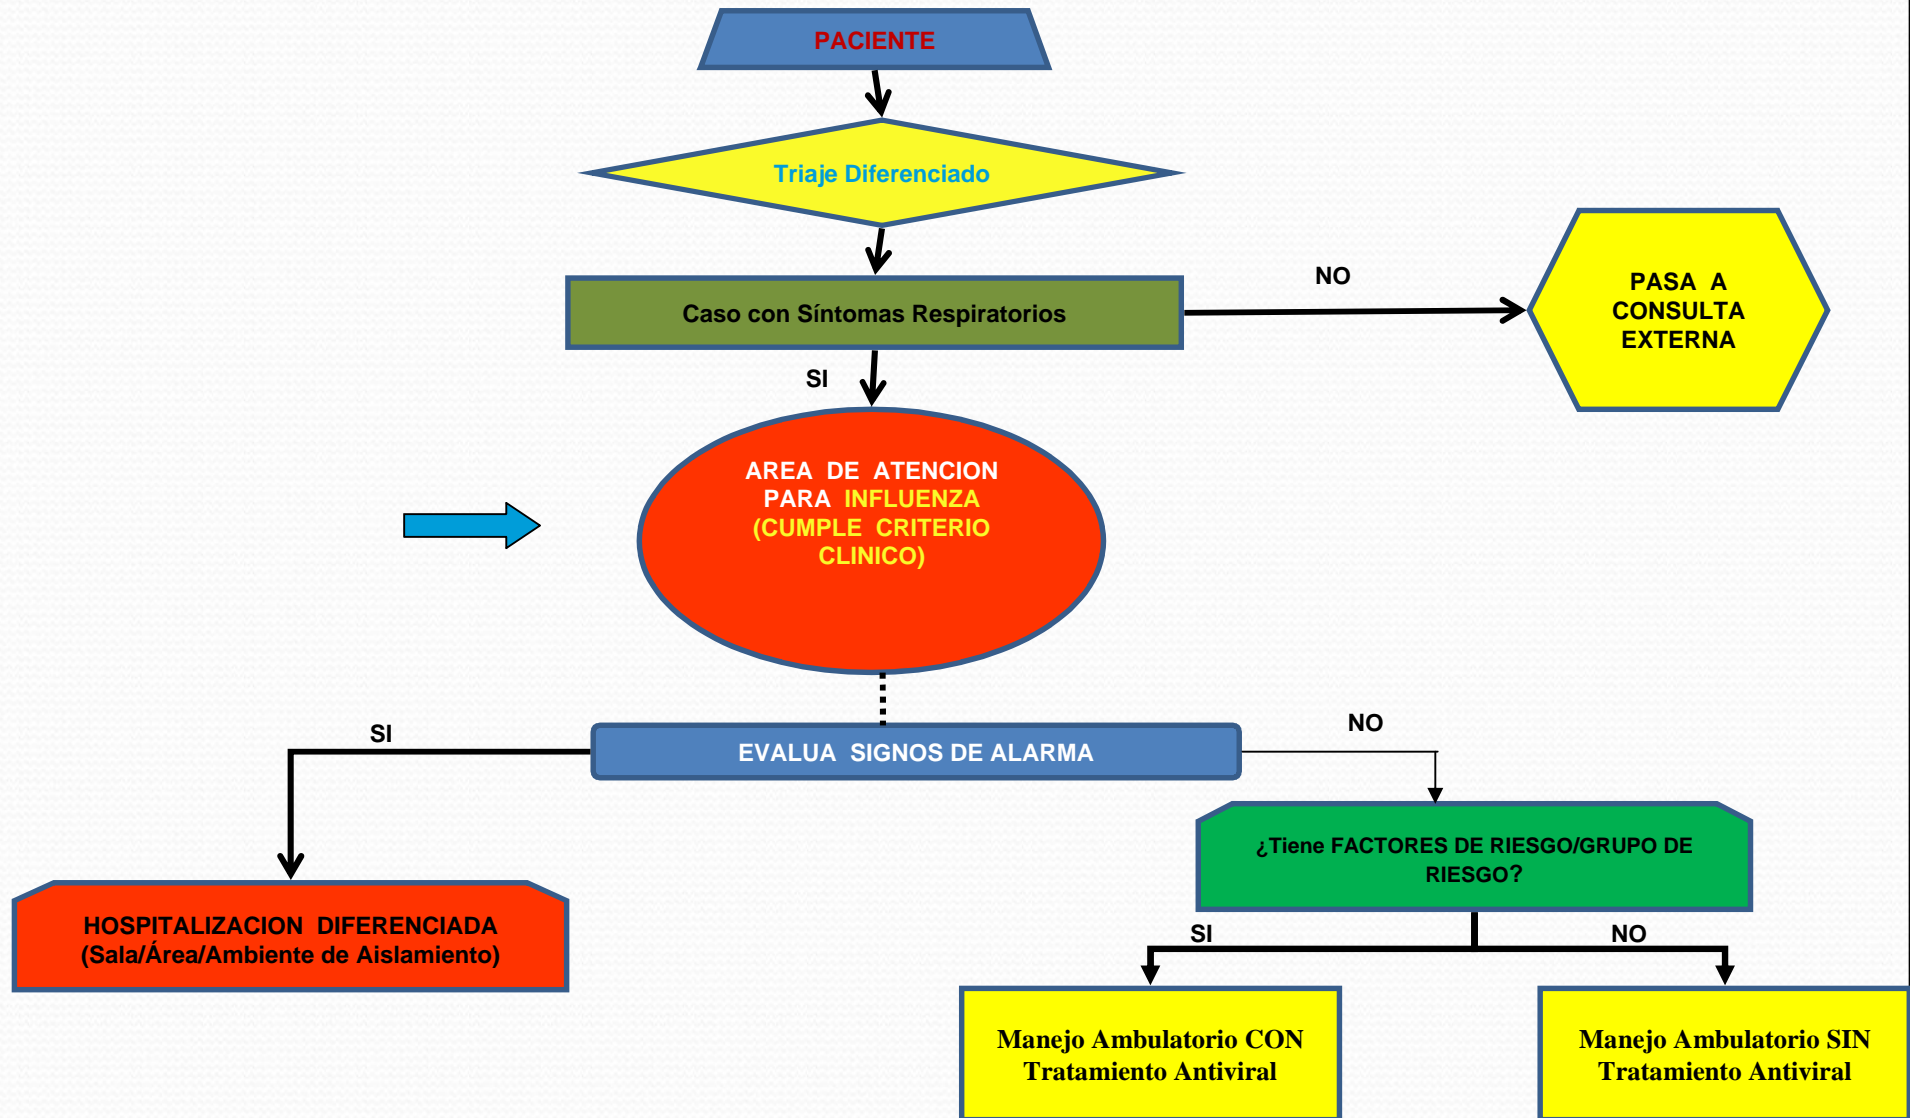 PACIENTE
Triaje Diferenciado
Caso con Síntomas Respiratorios
NO
PASA A
CONSULTA
EXTERNA
SI
AREA DE ATENCION
PARA INFLUENZA
(CUMPLE CRITERIO
CLINICO)
SI
EVALUA SIGNOS DE ALARMA
NO
¿Tiene FACTORES DE RIESGO/GRUPO DE
RIESGO?
HOSPITALIZACION DIFERENCIADA
(Sala/Área/Ambiente de Aislamiento)
SI
NO
Manejo Ambulatorio CON
Tratamiento Antiviral
Manejo Ambulatorio SIN
Tratamiento Antiviral